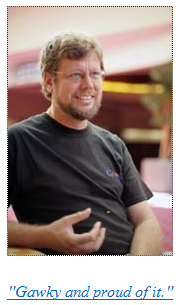 "Gawky and proud of it."